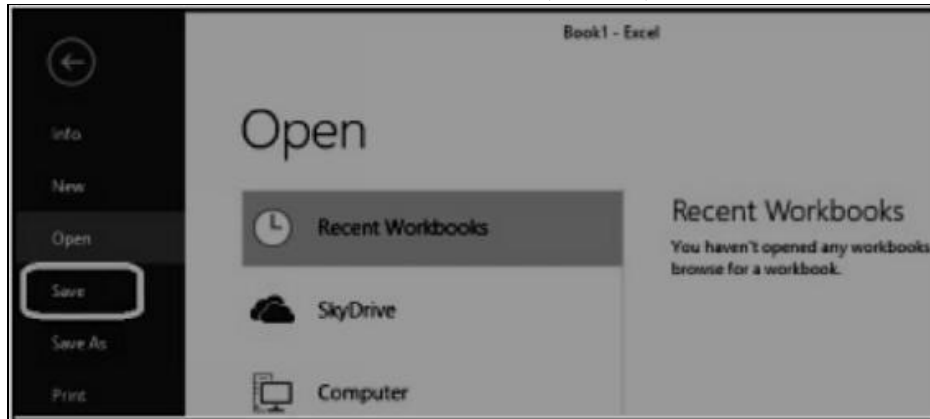 Book1 - Excel
Info
New
Open
Save
Save As
Print
Open
Recent Workbooks
SkyDrive
Computer
Recent Workbooks
You haven't opened any workbooks
browse for a workbook.